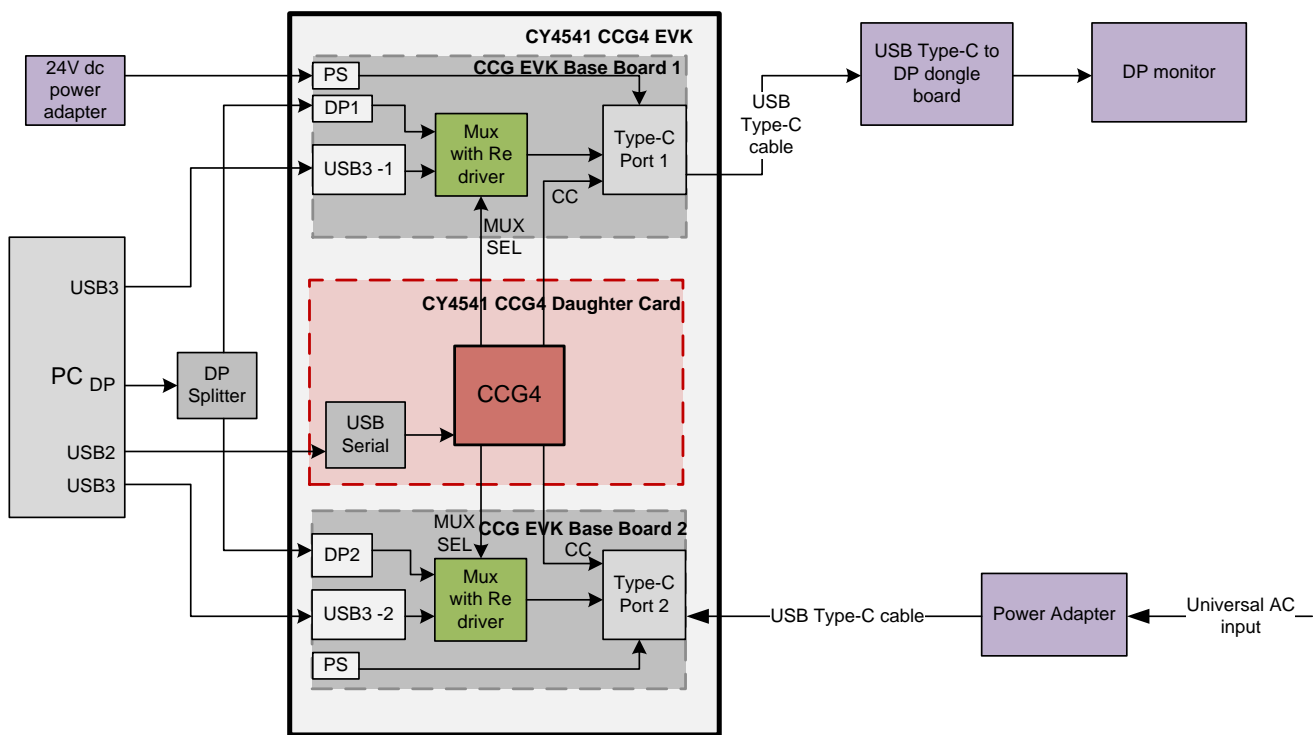 CY4541 CCG4 EVK
24V dc
power
adapter
PS
CCG EVK Base Board 1
DP1
USB3 -1
Mux
with Re
driver
Type-C
Port 1
CC
MUX
SEL
USB
Type-C
cable
USB Type-C to
DP dongle
board
DP monitor
USB3
PC
DP
USB2
USB3
DP
Splitter
CY4541 CCG4 Daughter Card
CCG4
USB
Serial
MUX
SEL
CCG EVK Base Board 2
CC
DP2
USB3 -2
PS
Mux
with Re
driver
Type-C
Port 2
USB Type-C cable
Power Adapter
Universal AC
input